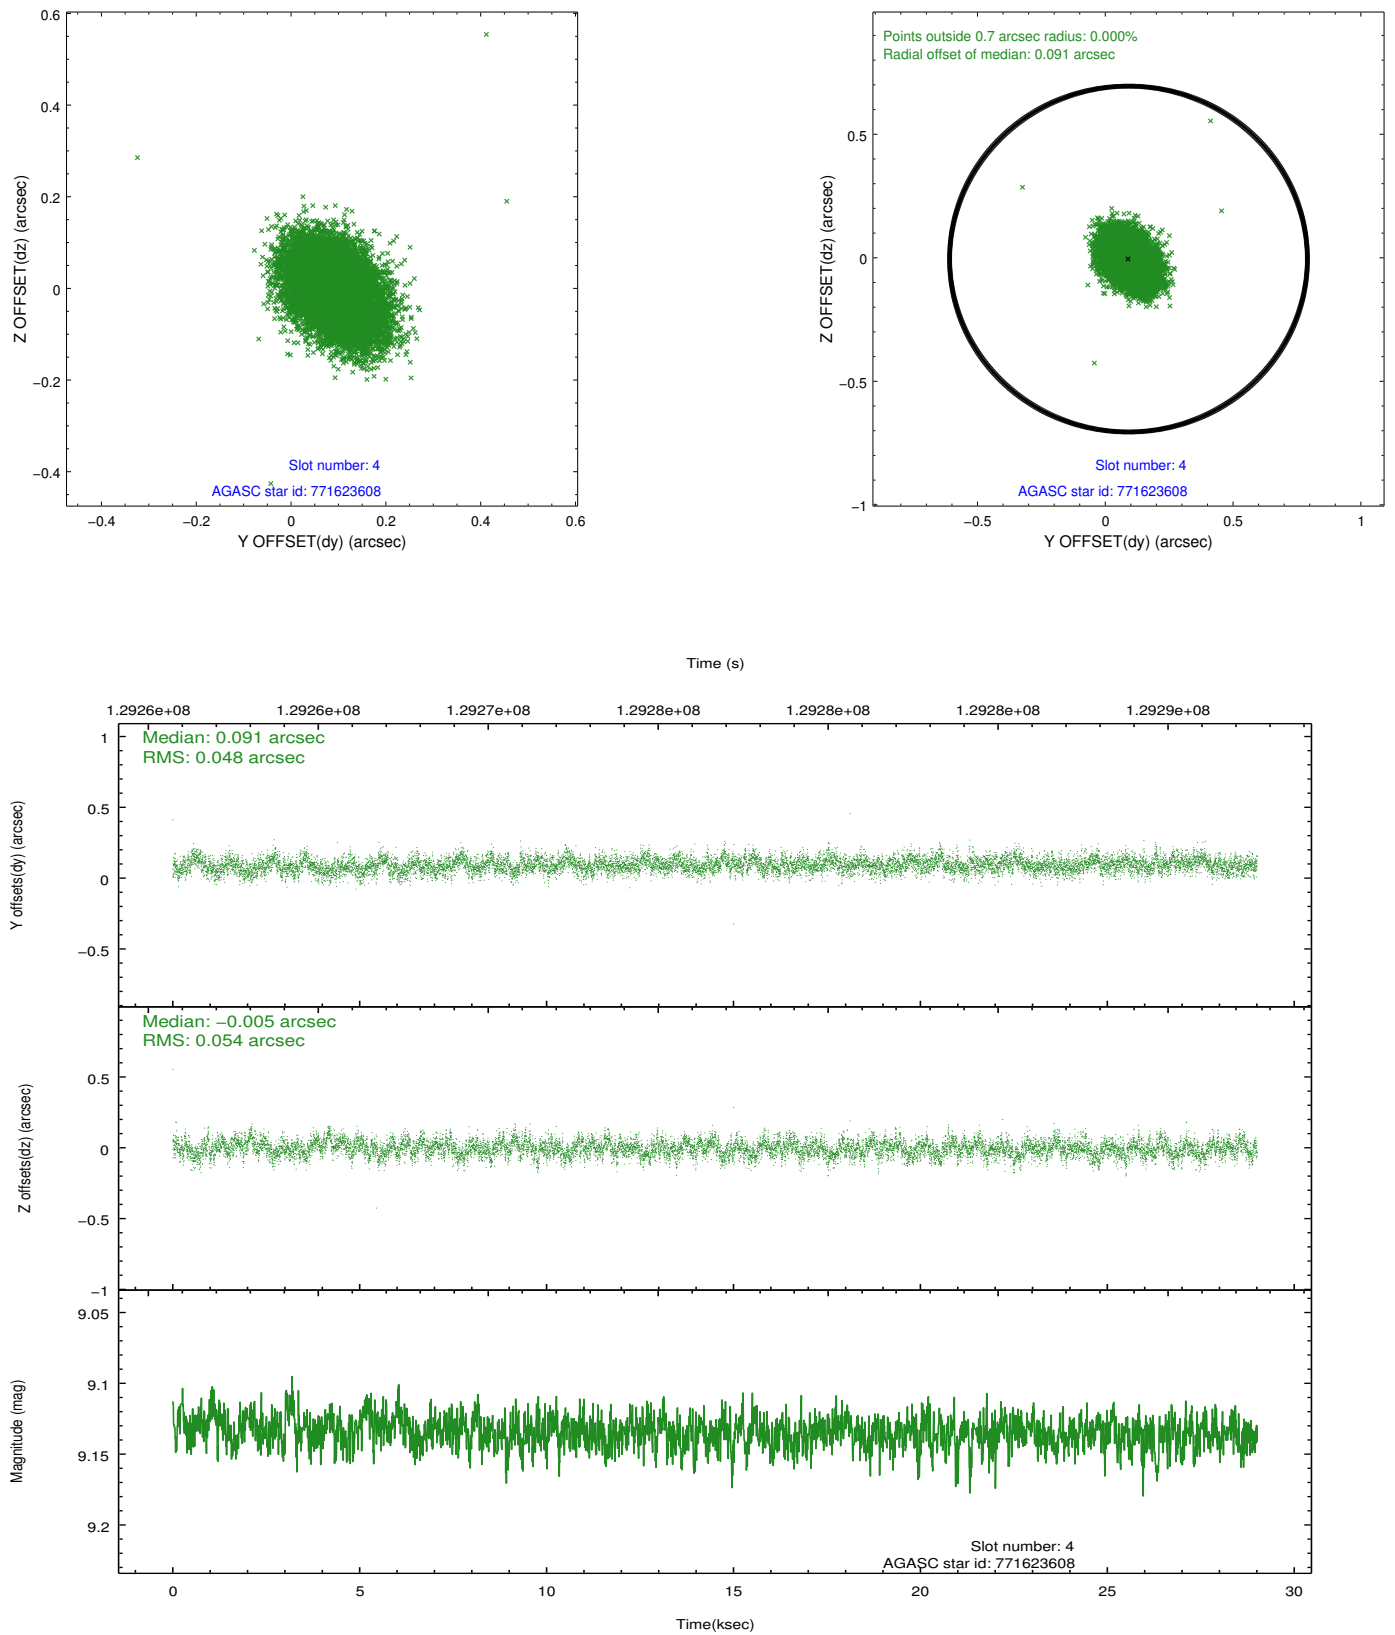 0.6
0.4
0.2
0
−0.2
−0.4
Z OFFSET(dz) (arcsec)
Slot number: 4
AGASC star id: 771623608
−0.4
−0.2
0
0.2
0.4
0.6
Y OFFSET(dy) (arcsec)
Points outside 0.7 arcsec radius: 0.000%
Radial offset of median: 0.091 arcsec
0.5
0
−0.5
−1
Z OFFSET(dz) (arcsec)
Slot number: 4
AGASC star id: 771623608
−0.5
0
0.5
1
Y OFFSET(dy) (arcsec)
Time (s)
1.2926e+08
1.2926e+08
1.2927e+08
1.2928e+08
1.2928e+08
1.2928e+08
1.2929e+08
Median: 0.091 arcsec
RMS: 0.048 arcsec
1
0.5
0
−0.5
Y offsets(dy) (arcsec)
Median: −0.005 arcsec
RMS: 0.054 arcsec
0.5
0
−0.5
−1
Z offsets(dz) (arcsec)
9.05
9.1
9.15
9.2
Magnitude (mag)
Slot number: 4
AGASC star id: 771623608
0
5
10
15
20
25
30
Time(ksec)